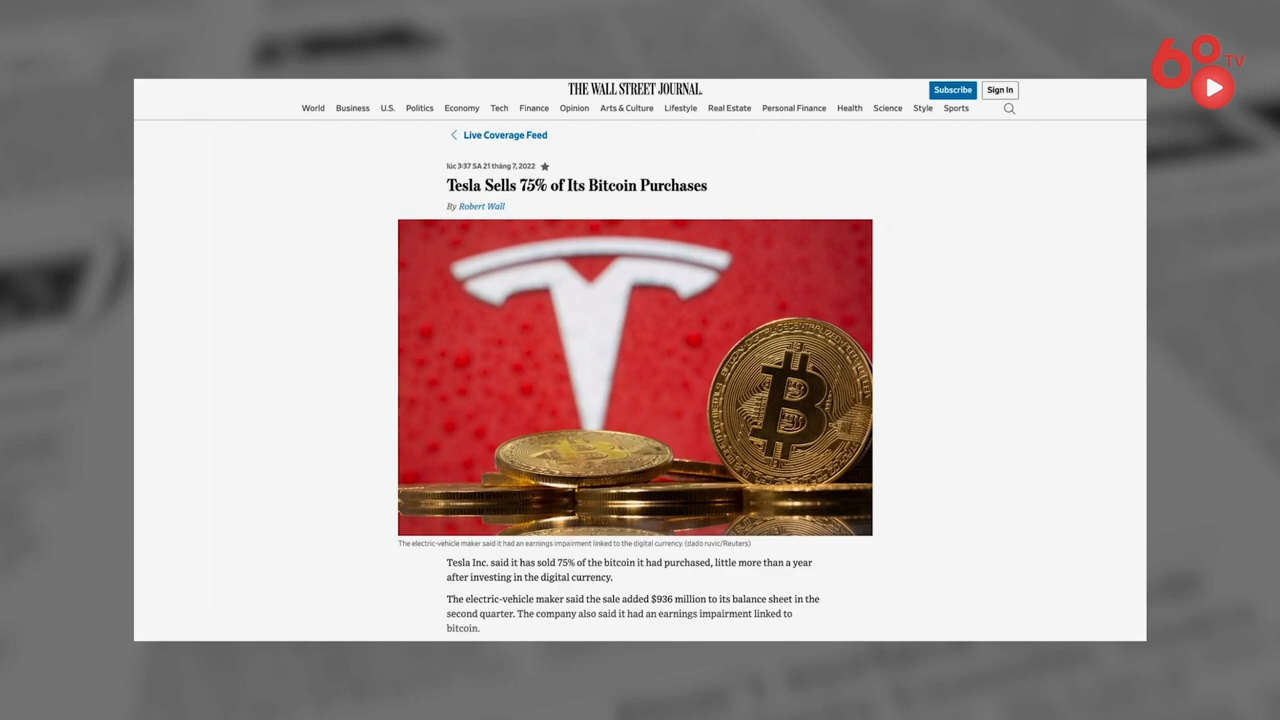 60TV
THE WALL STREET JOURNAL.
Subscribe
Sign In
World Business U.S. Politics Economy Tech Finance Opinion Arts & Culture Lifestyle Real Estate Personal Finance Health Science Style Sports
Live Coverage Feed
lúc 3:37 SA 21 tháng 7, 2022
Tesla Sells 75% of Its Bitcoin Purchases
By Robert Wall
The electric-vehicle maker said it had an earnings impairment linked to the digital currency. (dado ruvic/Reuters)
Tesla Inc. said it has sold 75% of the bitcoin it had purchased, little more than a year
after investing in the digital currency.
The electric-vehicle maker said the sale added $936 million to its balance sheet in the
second quarter. The company also said it had an earnings impairment linked to
bitcoin.